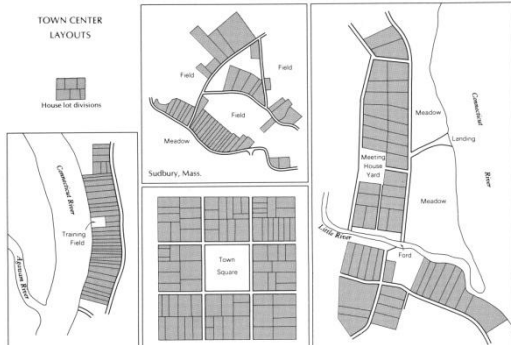 TOWN CENTER
LAYOUTS
House lot divisions
Connecticut River
Training
Field
Agawam River
Field
Field
Field
Meadow
Sudbury, Mass.
Town
Square
Meadow
Connecticut
River
Landing
Meeting
House
Yard
Meadow
Little River
Ford